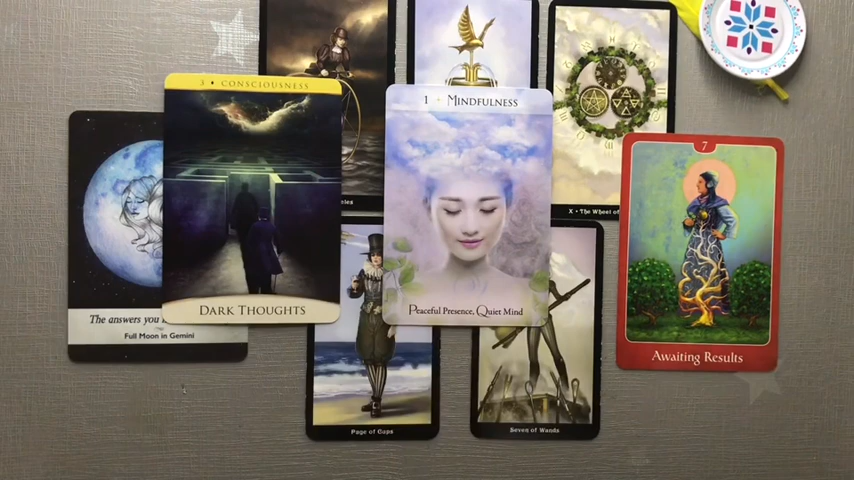 3 • CONSCIOUSNESS
1 + MINDFULNESS
7
X • The Wheel of
The answers you
Full Moon in Gemini
DARK THOUGHTS
Peaceful Presence, Quiet Mind
Awaiting Results
Page of Cups
Seven of Wands